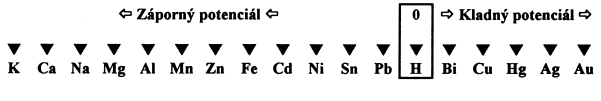 ⇦ Záporný potenciál ⇦ 0 ⇨ Kladný potenciál ⇨
▼ ▼ ▼ ▼ ▼ ▼ ▼ ▼ ▼ ▼ ▼ ▼ ▼ ▼ ▼ ▼ ▼ ▼
K Ca Na Mg Al Mn Zn Fe Cd Ni Sn Pb H Bi Cu Hg Ag Au